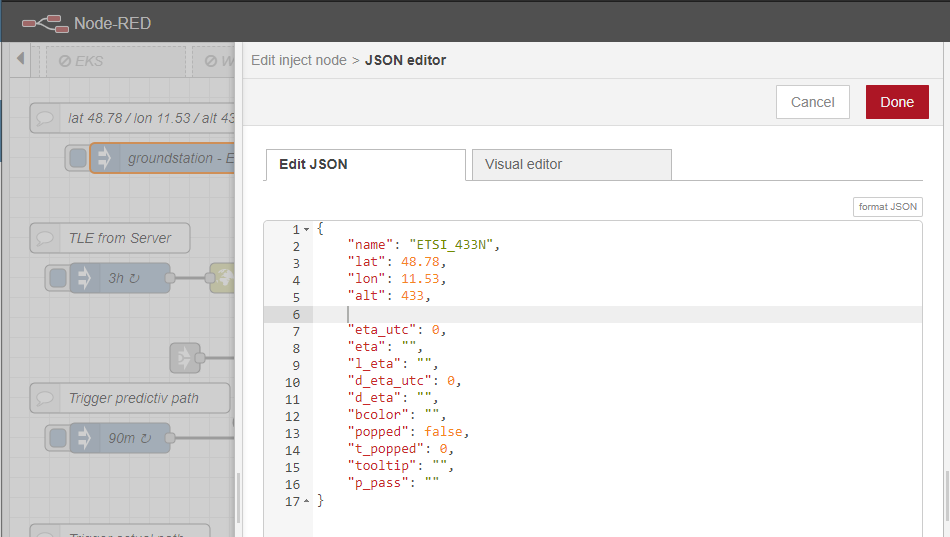 Node-RED
EKS
W
lat 48.78 / lon 11.53 / alt 43
groundstation - E
TLE from Server
3h ↻
Trigger predictiv path
90m ↻
Trigger actual path
Edit inject node > JSON editor
Cancel
Done
Edit JSON
Visual editor
format JSON
1 {
2 "name": "ETSI_433N",
3 "lat": 48.78,
4 "lon": 11.53,
5 "alt": 433,
6
7 "eta_utc": 0,
8 "eta": "",
9 "l_eta": "",
10 "d_eta_utc": 0,
11 "d_eta": "",
12 "bcolor": "",
13 "popped": false,
14 "t_popped": 0,
15 "tooltip": "",
16 "p_pass": ""
17 }